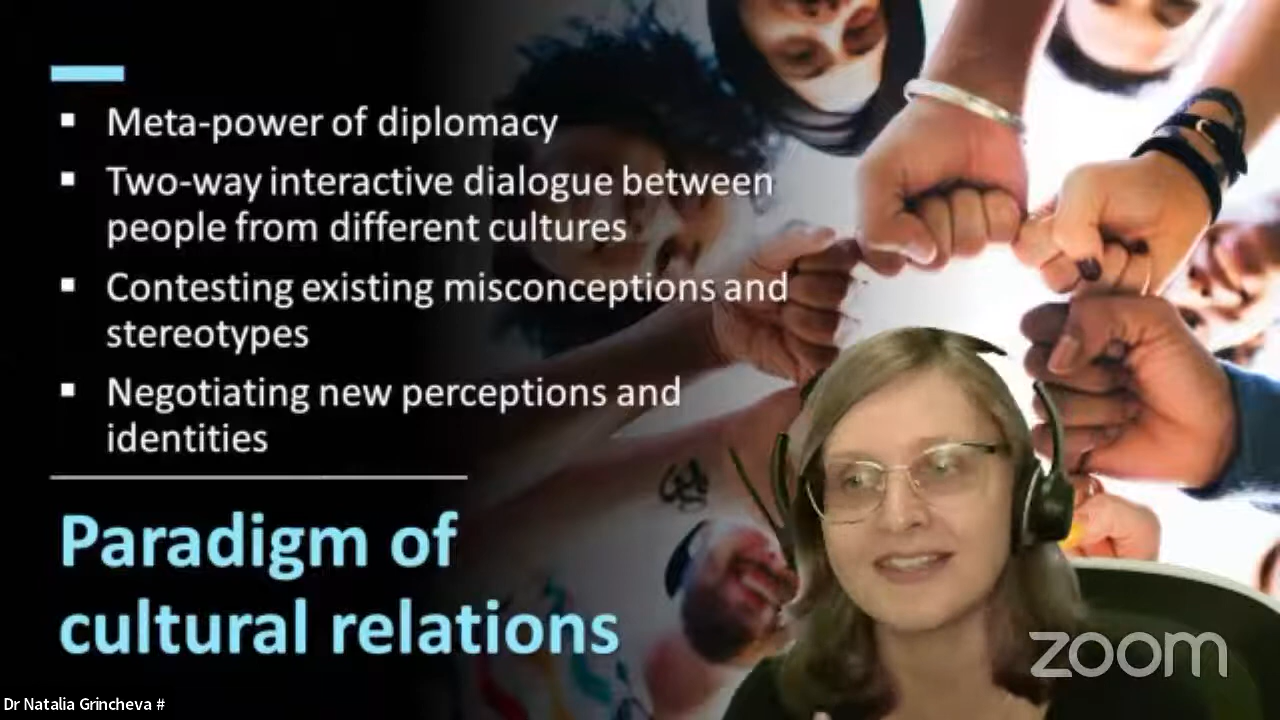 Meta-power of diplomacy
Two-way interactive dialogue between
people from different cultures
Contesting existing misconceptions and
stereotypes
Negotiating new perceptions and
identities
Paradigm of
cultural relations
zoom
Dr Natalia Grincheva #